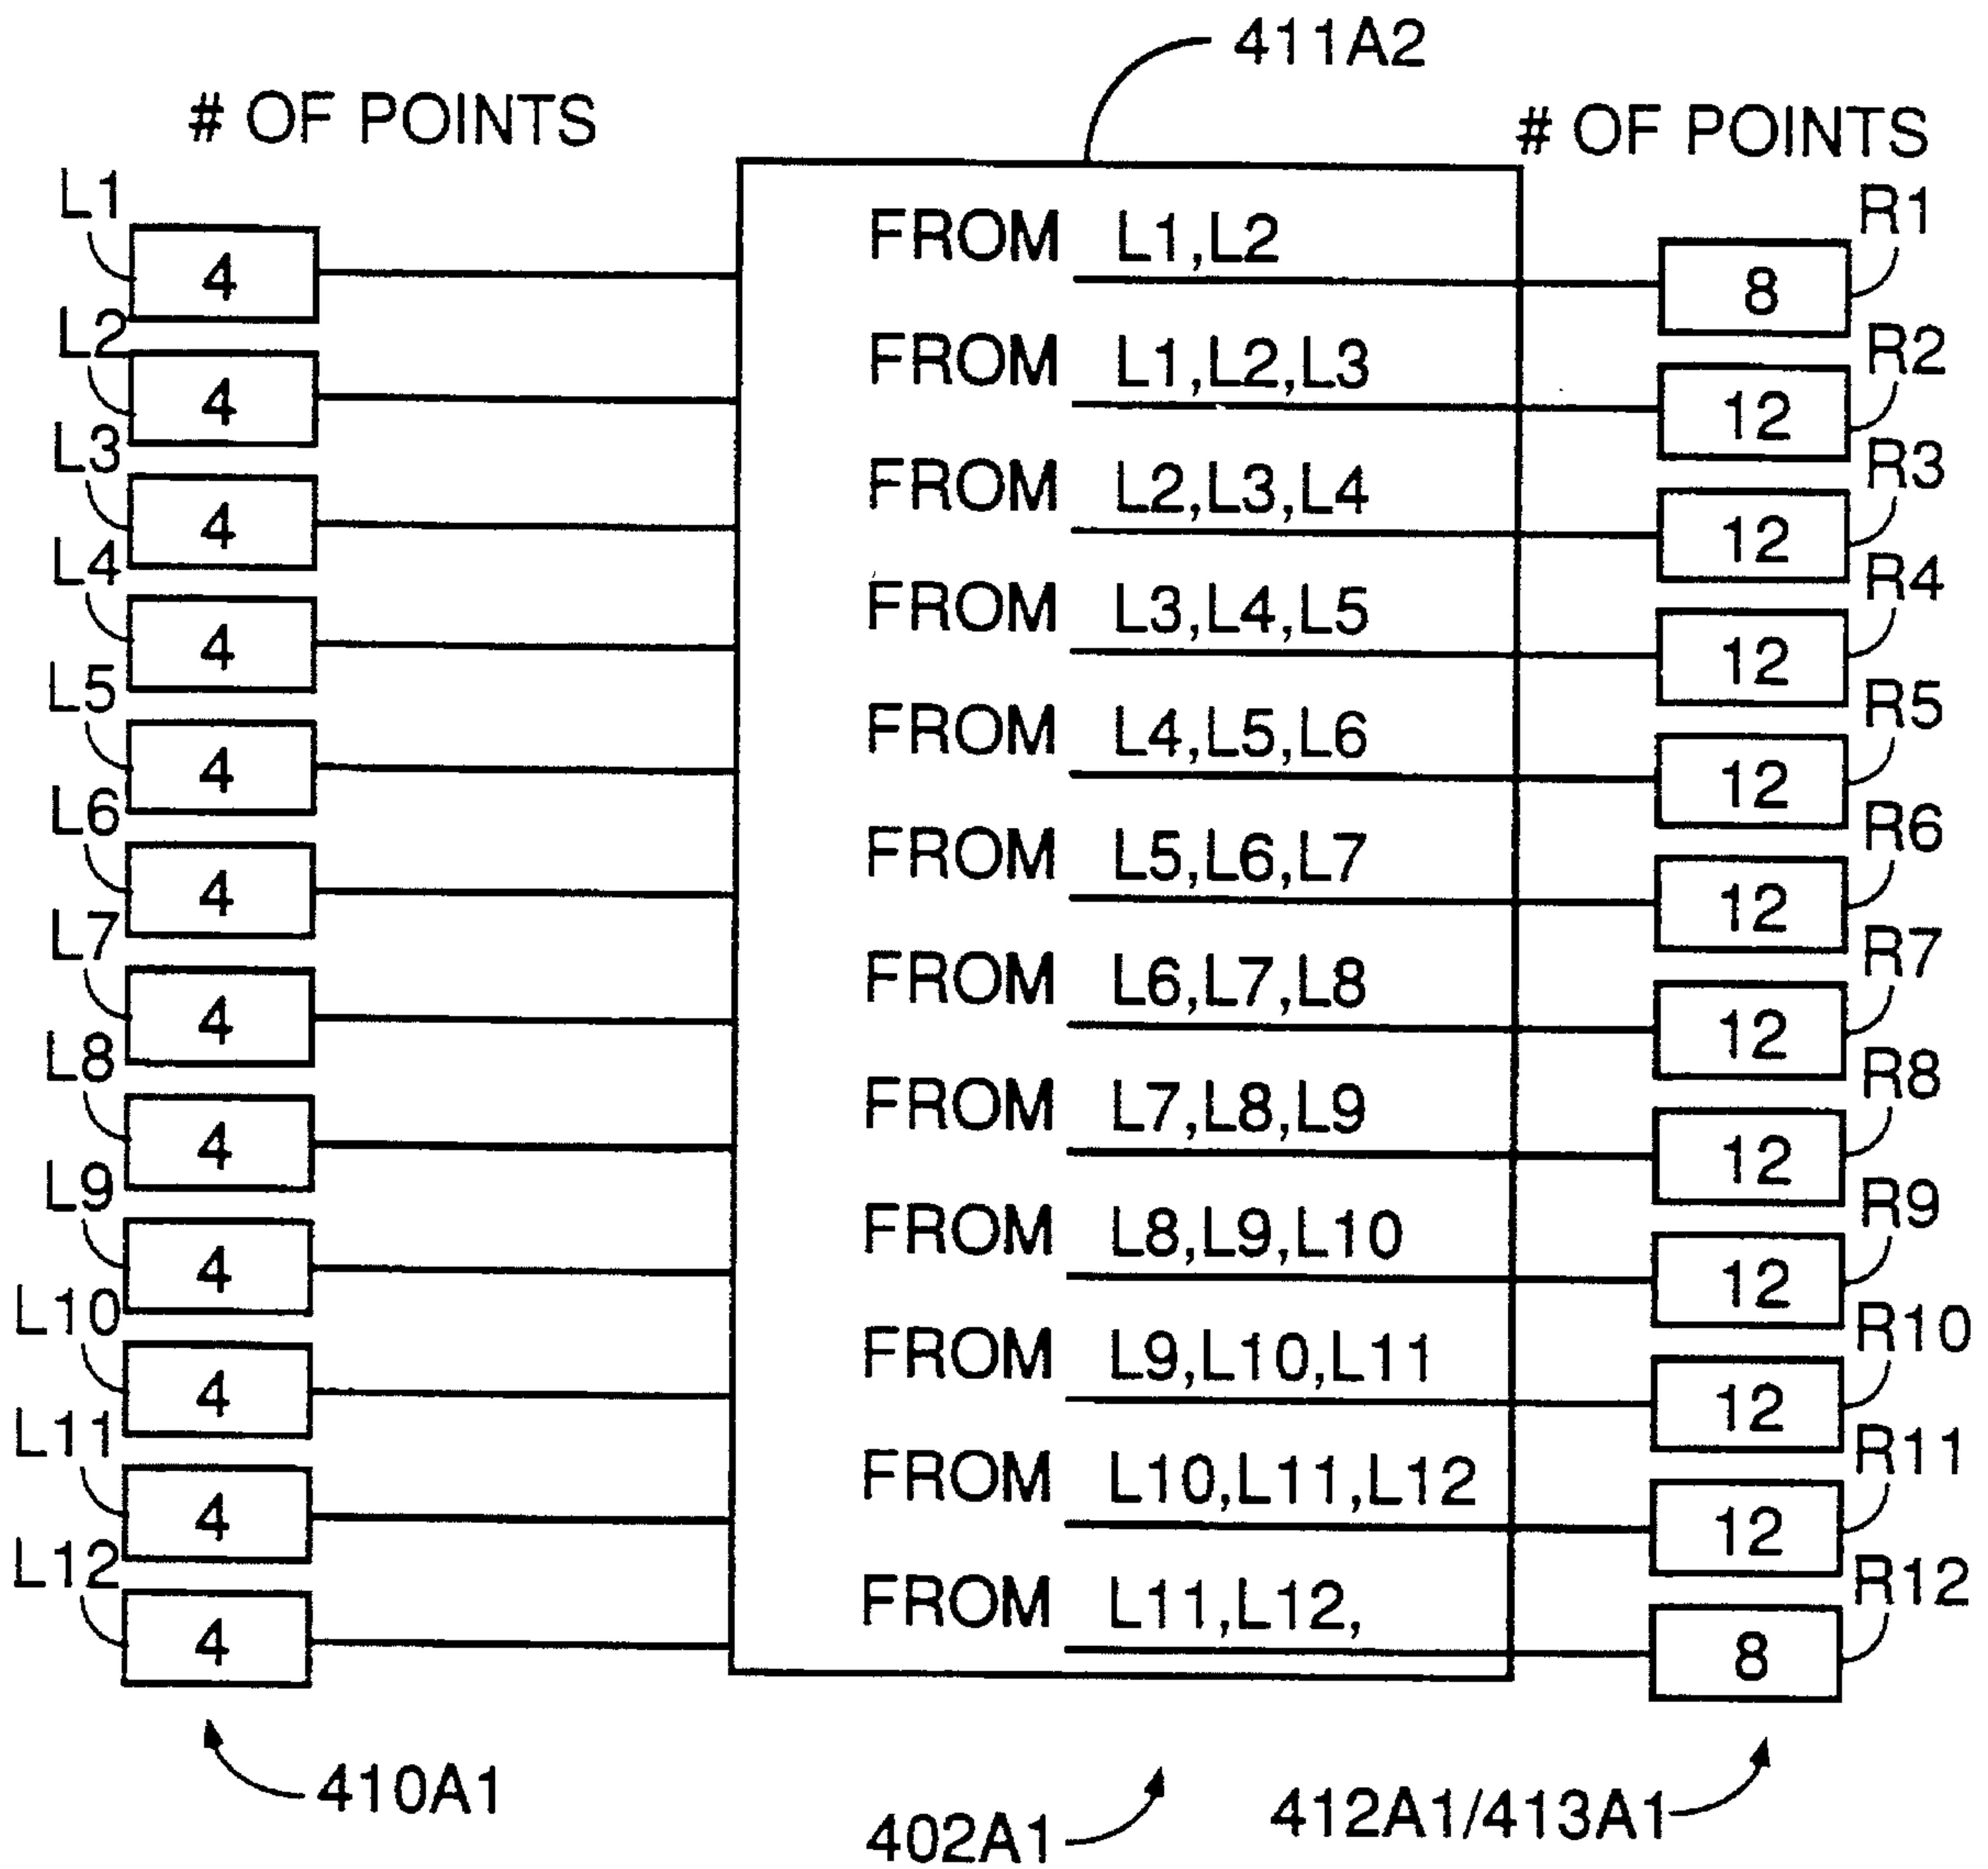 411A2
# OF POINTS
# OF POINTS
L1
4
FROM L1,L2
8
R1
L2
4
FROM L1,L2,L3
12
R2
L3
4
FROM L2,L3,L4
12
R3
L4
4
FROM L3,L4,L5
12
R4
L5
4
FROM L4,L5,L6
12
R5
L6
4
FROM L5,L6,L7
12
R6
L7
4
FROM L6,L7,L8
12
R7
L8
4
FROM L7,L8,L9
12
R8
L9
4
FROM L8,L9,L10
12
R9
L10
4
FROM L9,L10,L11
12
R10
L11
4
FROM L10,L11,L12
12
R11
L12
4
FROM L11,L12,
8
R12
410A1
402A1
412A1/413A1